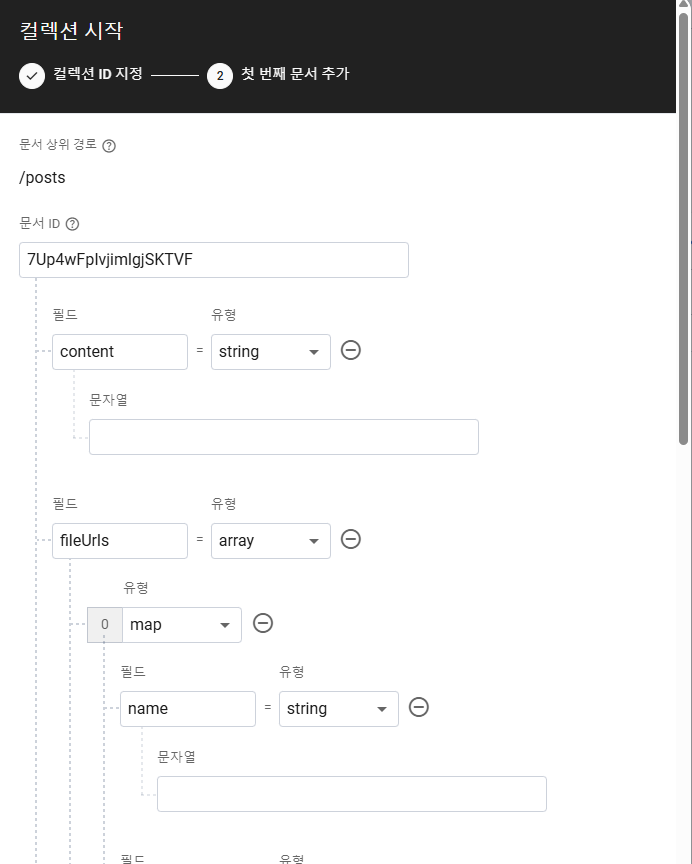 컬렉션 시작
컬렉션 ID 지정
2 첫 번째 문서 추가
문서 상위 경로
/posts
문서 ID
7Up4wFpIvjimIgjSKTVF
필드 유형
content = string
문자열
필드 유형
fileUrls = array
유형
0 map
필드 유형
name = string
문자열
필드 유형